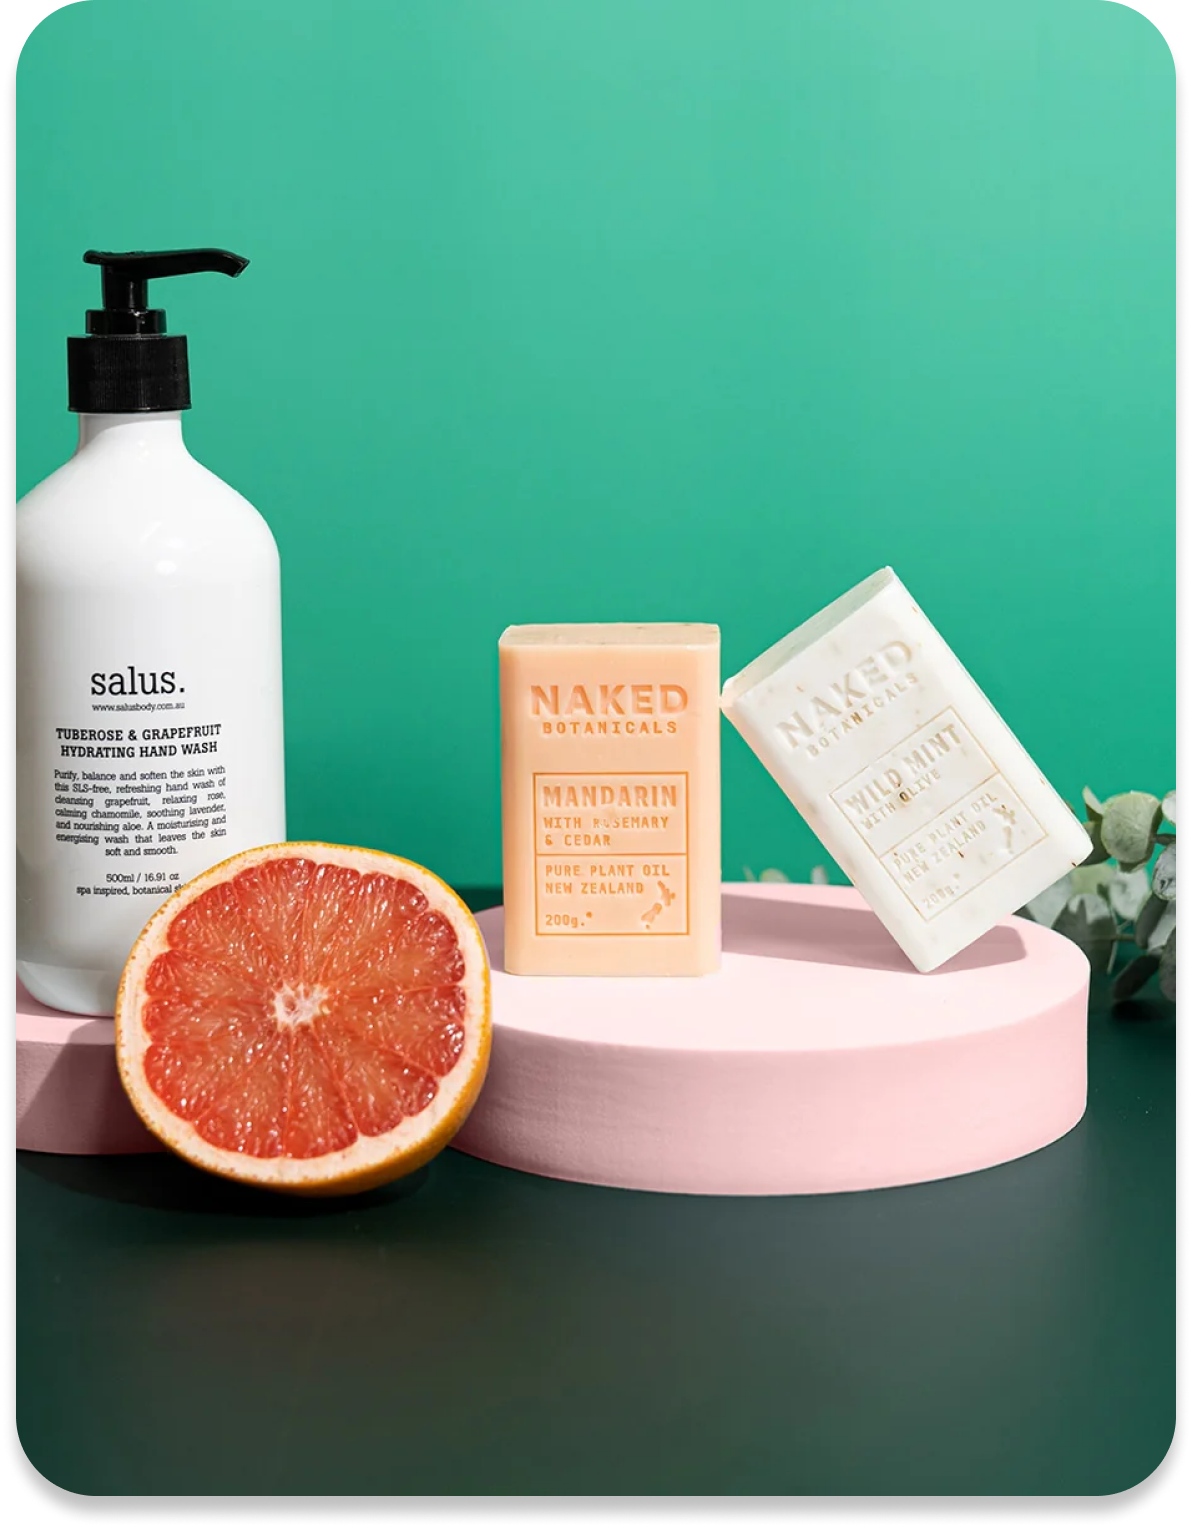 salus.
www.salusbody.com.au
TUBEROSE & GRAPEFRUIT
HYDRATING HAND WASH
Purify, balance and soften the skin with
this SLS-free, refreshing hand wash of
cleansing grapefruit, relaxing rose,
calming chamomile, soothing lavender,
and nourishing aloe. A moisturising and
energising wash that leaves the skin
soft and smooth.
500ml / 16.91 oz
spa inspired, botanical
NAKED
BOTANICALS
MANDARIN
WITH ROSEMARY
& CEDAR
PURE PLANT OIL
NEW ZEALAND
200g.
NAKED
BOTANICALS
WILD MINT
WITH OLIVE
PURE PLANT OIL
NEW ZEALAND
200g.